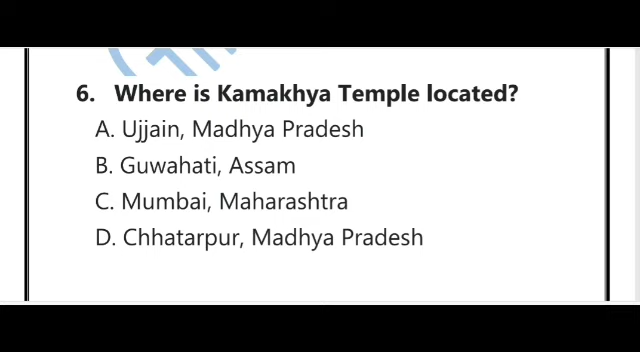 6. Where is Kamakhya Temple located?
A. Ujjain, Madhya Pradesh
B. Guwahati, Assam
C. Mumbai, Maharashtra
D. Chhatarpur, Madhya Pradesh